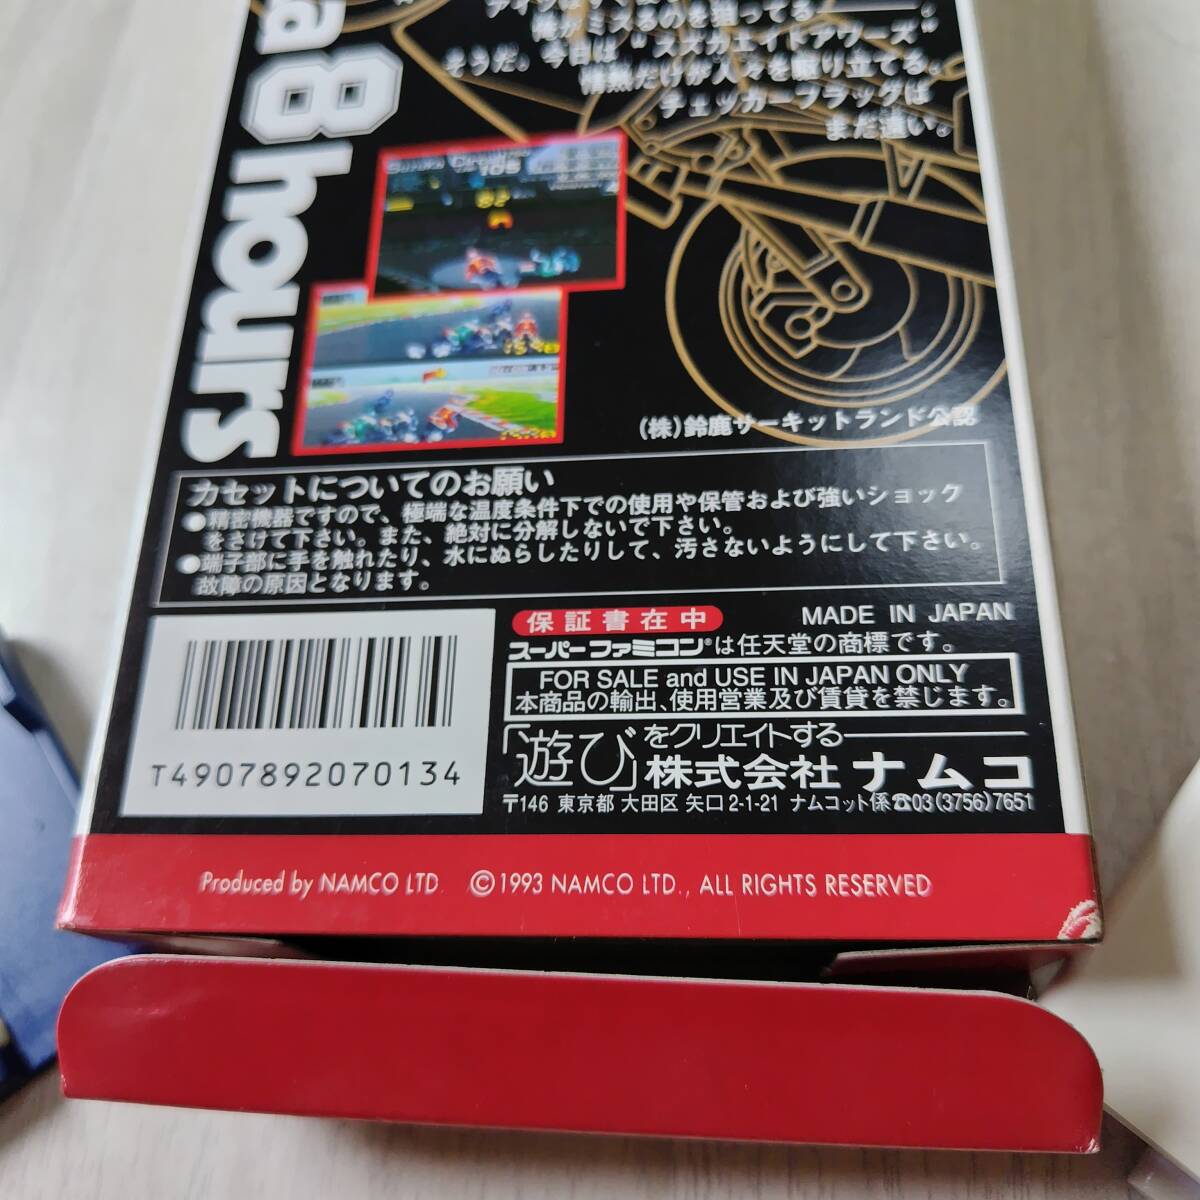 俺がミスるのを狙ってる
そうだ。今日は“スズカエイトアワーズ”
情熱だけが人々を駆り立てる。
チェッカーフラッグは
まだ遠い。
a 8 hours
Suzuka Circuit
105
82
(株)鈴鹿サーキットランド公認
カセットについてのお願い
●精密機器ですので、極端な温度条件下での使用や保管および強いショック
をさけて下さい。また、絶対に分解しないで下さい。
●端子部に手を触れたり、水にぬらしたりして、汚さないようにして下さい。
故障の原因となります。
T4907892070134
保証書在中
MADE IN JAPAN
スーパーファミコン®は任天堂の商標です。
FOR SALE and USE IN JAPAN ONLY
本商品の輸出、使用営業及び賃貸を禁じます。
「遊び」をクリエイトする
株式会社 ナムコ
〒146 東京都 大田区 矢口2-1-21 ナムコット係☎03(3756)7651
Produced by NAMCO LTD. ©1993 NAMCO LTD., ALL RIGHTS RESERVED